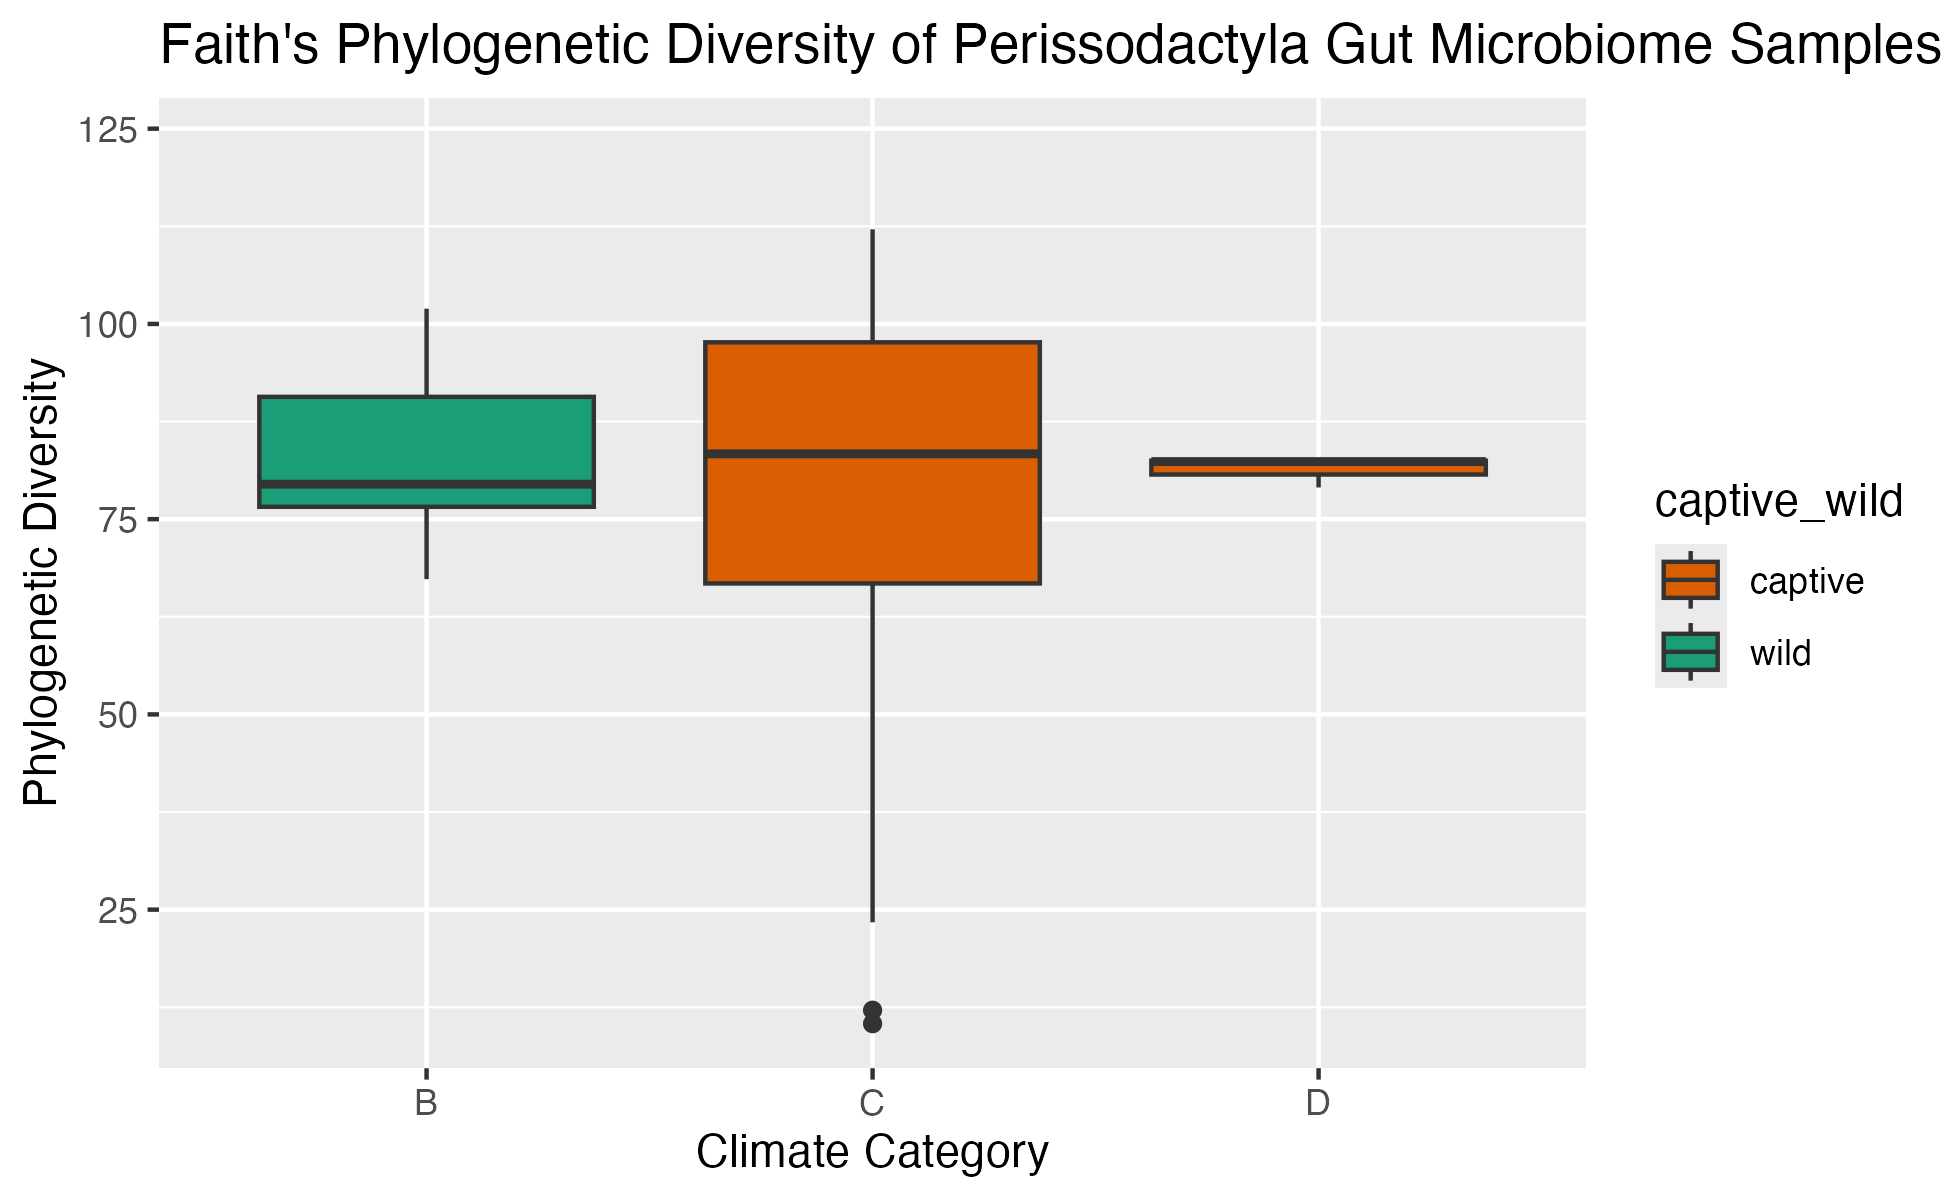 Faith's Phylogenetic Diversity of Perissodactyla Gut Microbiome Samples
Phylogenetic Diversity
125
100
75
50
25
B
C
D
Climate Category
captive_wild
captive
wild